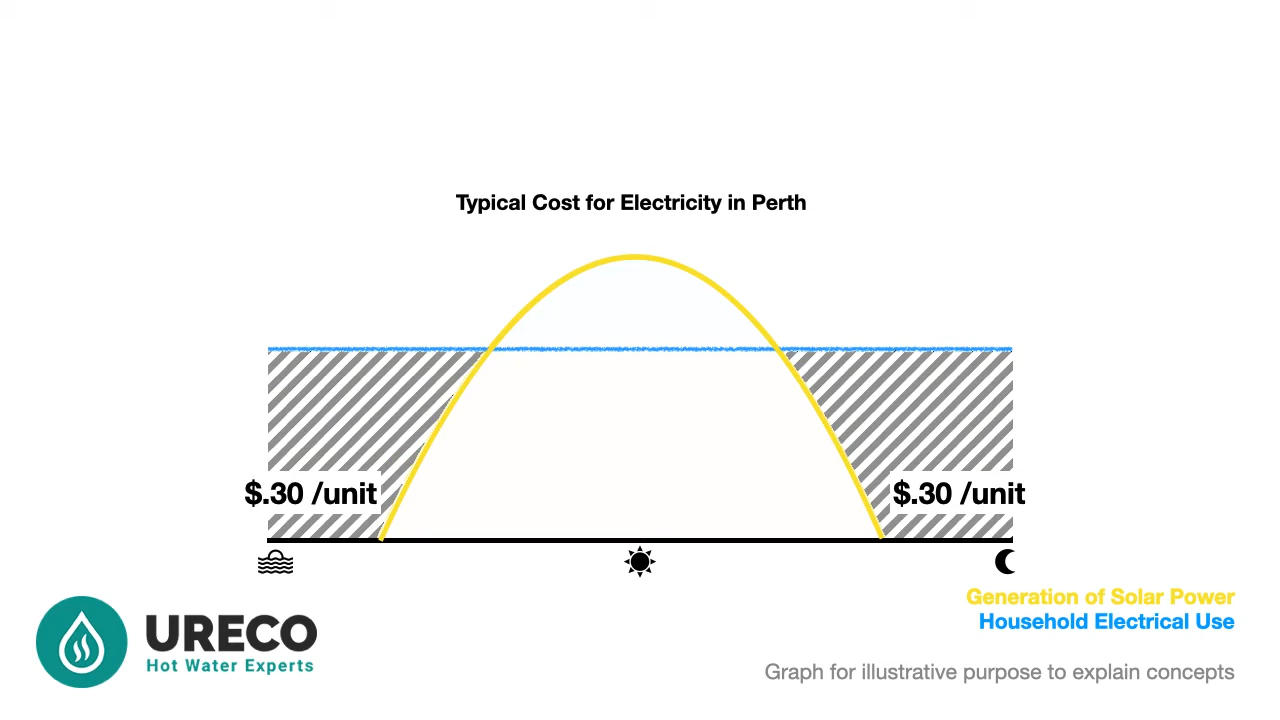 Typical Cost for Electricity in Perth
$.30 /unit
$.30 /unit
Generation of Solar Power
Household Electrical Use
URECO
Hot Water Experts
Graph for illustrative purpose to explain concepts